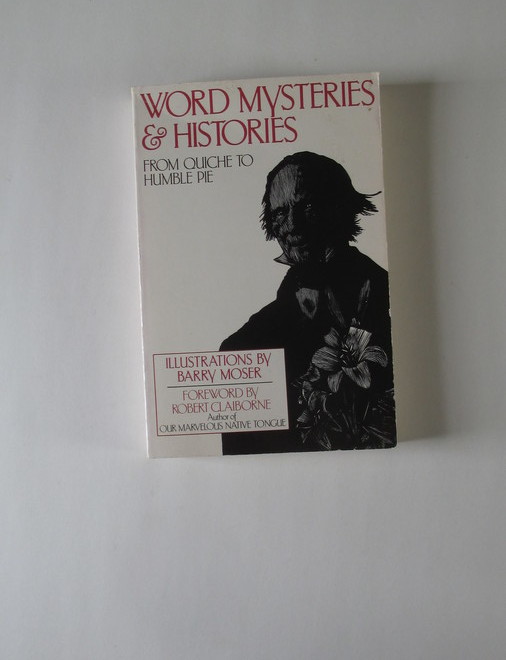 WORD MYSTERIES
& HISTORIES
FROM QUICHE TO
HUMBLE PIE
ILLUSTRATIONS BY
BARRY MOSER
FOREWORD BY
ROBERT CLAIBORNE
Author of
OUR MARVELOUS NATIVE TONGUE